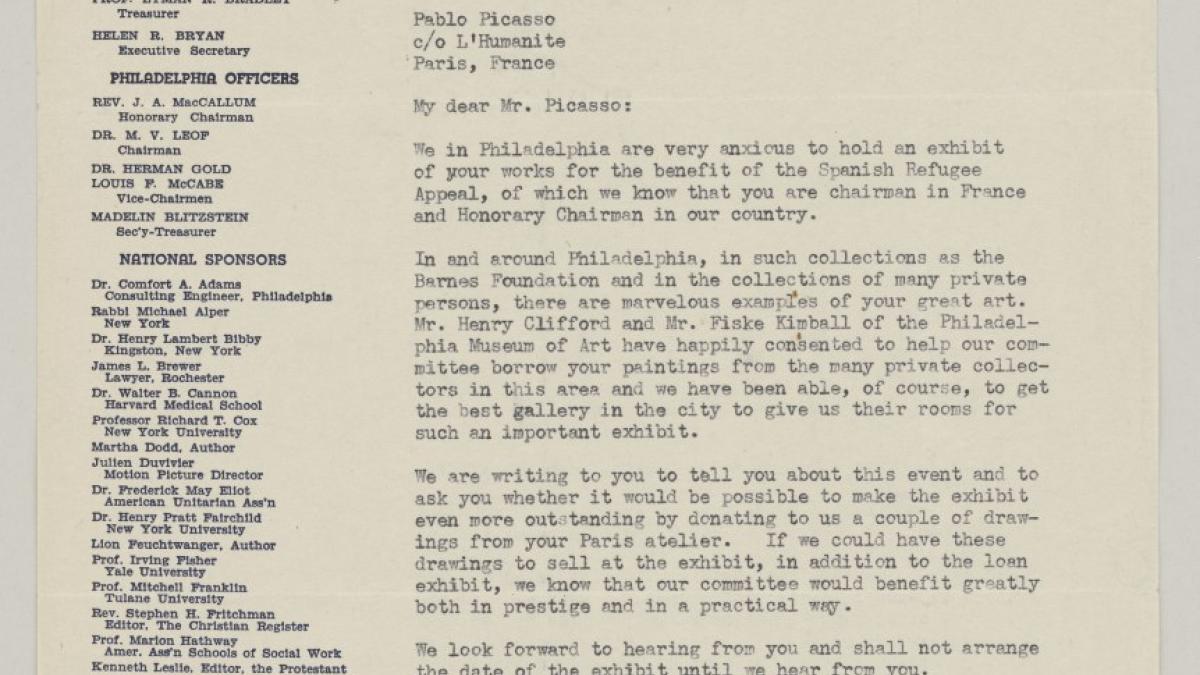 PROF. LYMAN R. BRADLEY
Treasurer
HELEN R. BRYAN
Executive Secretary
PHILADELPHIA OFFICERS
REV. J. A. MacCALLUM
Honorary Chairman
DR. M. V. LEOF
Chairman
DR. HERMAN GOLD
LOUIS F. McCABE
Vice-Chairmen
MADELIN BLITZSTEIN
Sec'y-Treasurer
NATIONAL SPONSORS
Dr. Comfort A. Adams
Consulting Engineer, Philadelphia
Rabbi Michael Alper
New York
Dr. Henry Lambert Bibby
Kingston, New York
James L. Brewer
Lawyer, Rochester
Dr. Walter B. Cannon
Harvard Medical School
Professor Richard T. Cox
New York University
Martha Dodd, Author
Julien Duvivier
Motion Picture Director
Dr. Frederick May Eliot
American Unitarian Ass'n
Dr. Henry Pratt Fairchild
New York University
Lion Feuchtwanger, Author
Prof. Irving Fisher
Yale University
Prof. Mitchell Franklin
Tulane University
Rev. Stephen H. Fritchman
Editor, The Christian Register
Prof. Marion Hathway
Amer. Ass'n Schools of Social Work
Kenneth Leslie, Editor, the Protestant
Pablo Picasso
c/o L'Humanite
Paris, France
My dear Mr. Picasso:
We in Philadelphia are very anxious to hold an exhibit
of your works for the benefit of the Spanish Refugee
Appeal, of which we know that you are chairman in France
and Honorary Chairman in our country.
In and around Philadelphia, in such collections as the
Barnes Foundation and in the collections of many private
persons, there are marvelous examples of your great art.
Mr. Henry Clifford and Mr. Fiske Kimball of the Philadel-
phia Museum of Art have happily consented to help our com-
mittee borrow your paintings from the many private collec-
tors in this area and we have been able, of course, to get
the best gallery in the city to give us their rooms for
such an important exhibit.
We are writing to you to tell you about this event and to
ask you whether it would be possible to make the exhibit
even more outstanding by donating to us a couple of draw-
ings from your Paris atelier. If we could have these
drawings to sell at the exhibit, in addition to the loan
exhibit, we know that our committee would benefit greatly
both in prestige and in a practical way.
We look forward to hearing from you and shall not arrange
the date of the exhibit until we hear from you.